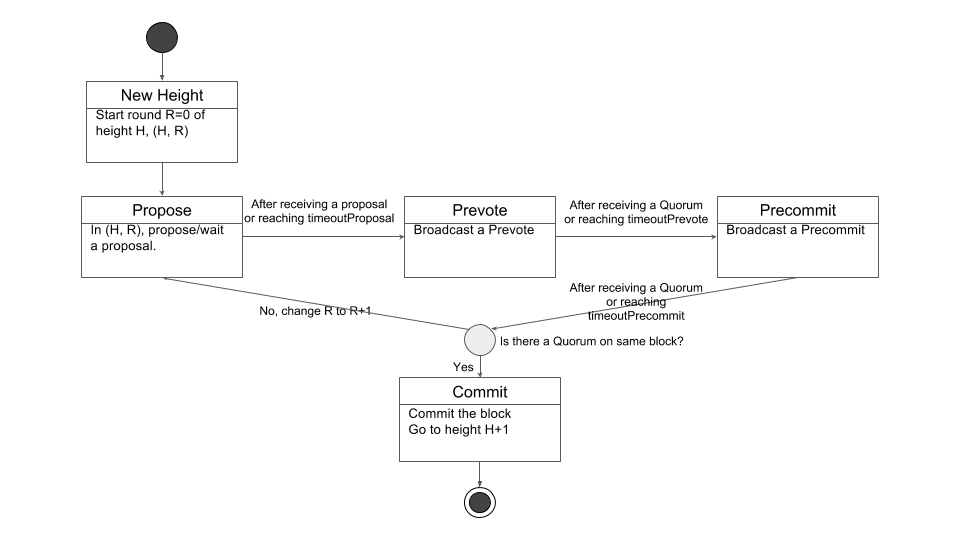 New Height
Start round R=0 of
height H, (H, R)
Propose
In (H, R), propose/wait
a proposal.
After receiving a proposal
or reaching timeoutProposal
Prevote
Broadcast a Prevote
After receiving a Quorum
or reaching timeoutPrevote
Precommit
Broadcast a Precommit
After receiving a Quorum
or reaching
timeoutPrecommit
No, change R to R+1
Is there a Quorum on same block?
Yes
Commit
Commit the block
Go to height H+1